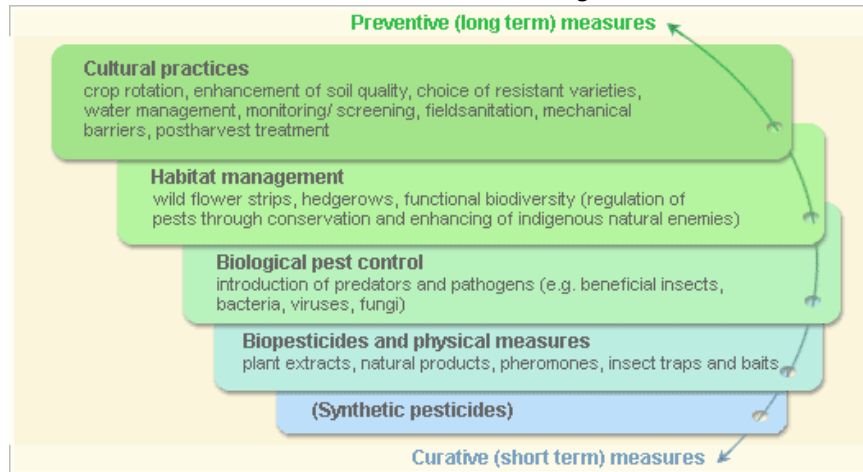 Preventive (long term) measures
Cultural practices
crop rotation, enhancement of soil quality, choice of resistant varieties,
water management, monitoring/ screening, fieldsanitation, mechanical
barriers, postharvest treatment
Habitat management
wild flower strips, hedgerows, functional biodiversity (regulation of
pests through conservation and enhancing of indigenous natural enemies)
Biological pest control
introduction of predators and pathogens (e.g. beneficial insects,
bacteria, viruses, fungi)
Biopesticides and physical measures
plant extracts, natural products, pheromones, insect traps and baits
(Synthetic pesticides)
Curative (short term) measures